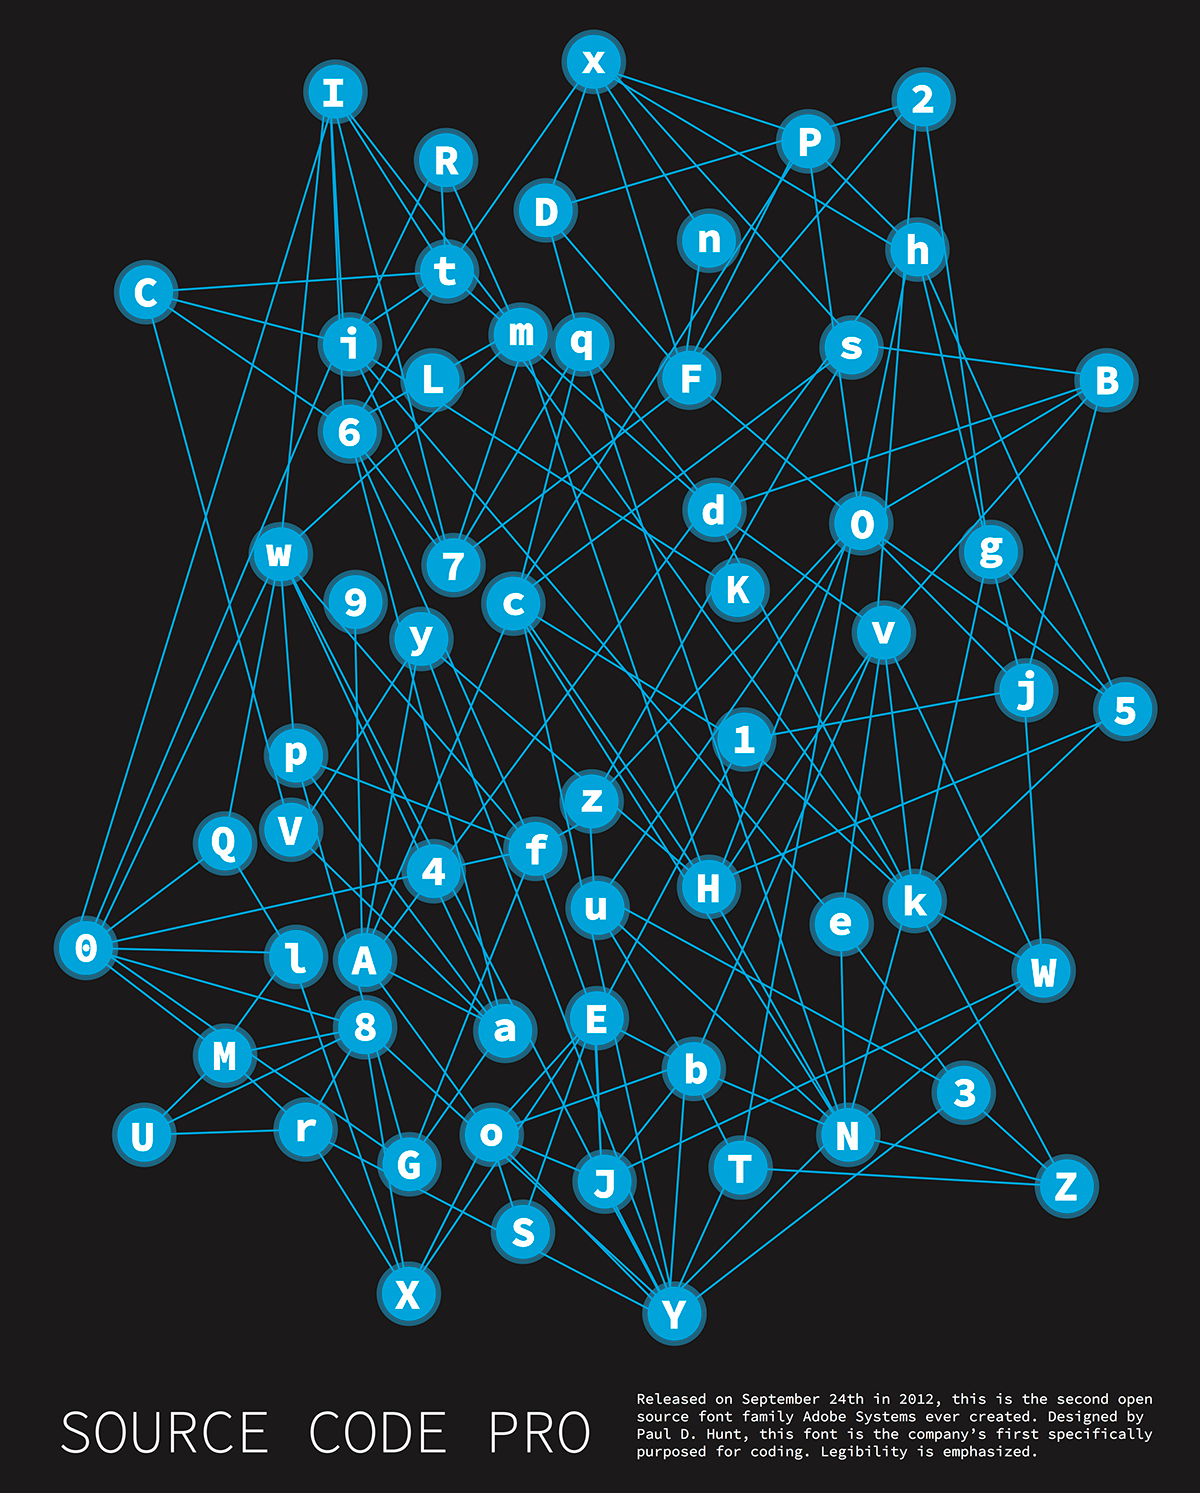 x
I
2
P
R
D
n
h
t
C
m
q
i
s
L
F
B
6
d
O
w
g
7
K
9
c
v
y
j
5
1
p
z
V
Q
f
4
H
k
u
e
0
l
A
W
E
8
a
M
b
3
U
r
o
N
G
T
J
Z
S
X
Y
SOURCE CODE PRO
Released on September 24th in 2012, this is the second open
source font family Adobe Systems ever created. Designed by
Paul D. Hunt, this font is the company's first specifically
purposed for coding. Legibility is emphasized.